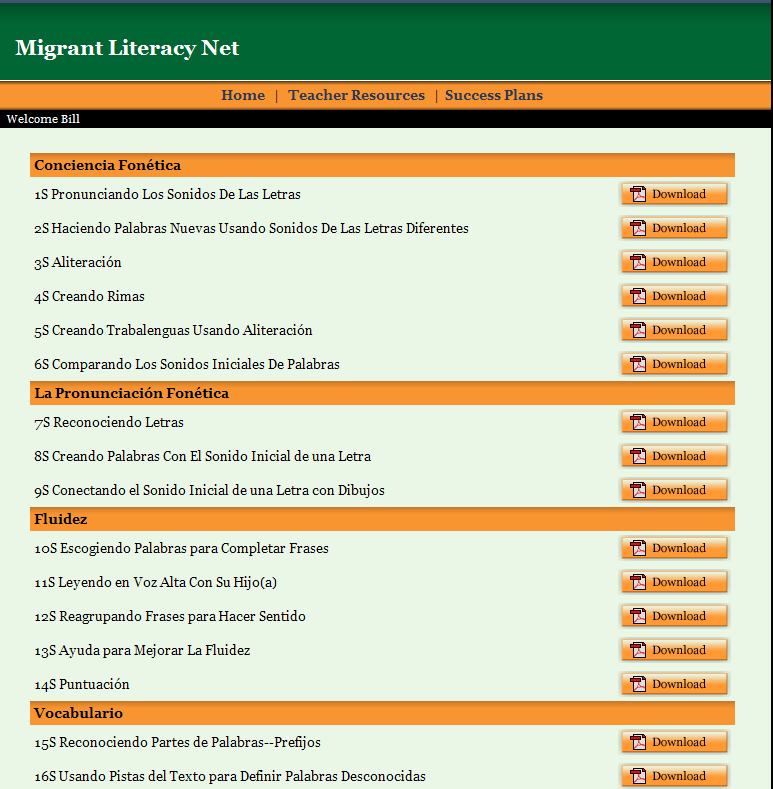 Migrant Literacy Net
Home | Teacher Resources | Success Plans
Welcome Bill
Conciencia Fonética
1S Pronunciando Los Sonidos De Las Letras Download
2S Haciendo Palabras Nuevas Usando Sonidos De Las Letras Diferentes Download
3S Aliteración Download
4S Creando Rimas Download
5S Creando Trabalenguas Usando Aliteración Download
6S Comparando Los Sonidos Iniciales De Palabras Download
La Pronunciación Fonética
7S Reconociendo Letras Download
8S Creando Palabras Con El Sonido Inicial de una Letra Download
9S Conectando el Sonido Inicial de una Letra con Dibujos Download
Fluidez
10S Escogiendo Palabras para Completar Frases Download
11S Leyendo en Voz Alta Con Su Hijo(a) Download
12S Reagrupando Frases para Hacer Sentido Download
13S Ayuda para Mejorar La Fluidez Download
14S Puntuación Download
Vocabulario
15S Reconociendo Partes de Palabras--Prefijos Download
16S Usando Pistas del Texto para Definir Palabras Desconocidas Download